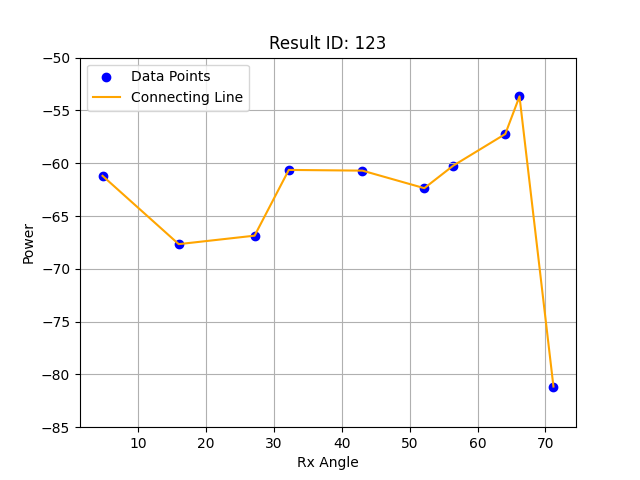 Result ID: 123
Data Points
Connecting Line
−50
−55
−60
−65
−70
−75
−80
−85
Power
10 20 30 40 50 60 70
Rx Angle